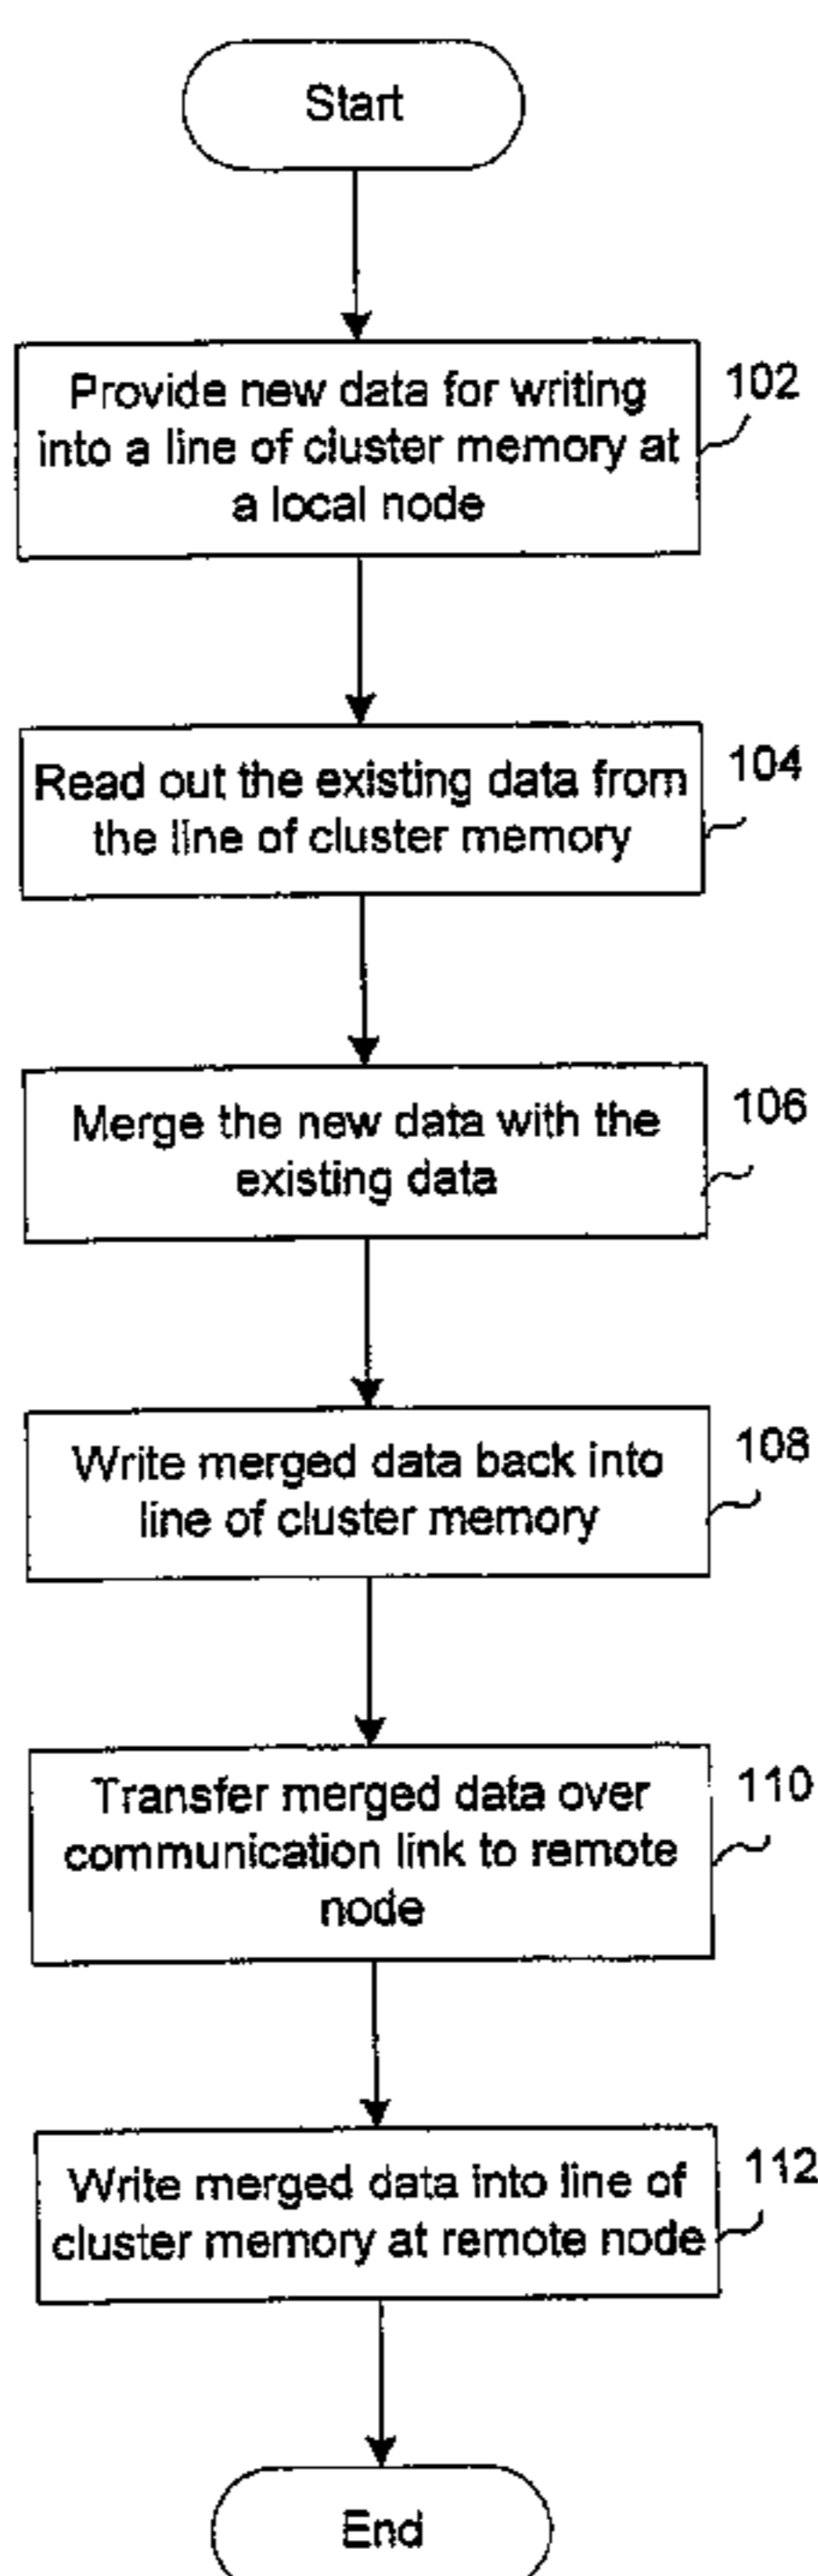 Start
Provide new data for writing
into a line of cluster memory at
a local node
102
Read out the existing data from
the line of cluster memory
104
Merge the new data with the
existing data
106
Write merged data back into
line of cluster memory
108
Transfer merged data over
communication link to remote
node
110
Write merged data into line of
cluster memory at remote node
112
End